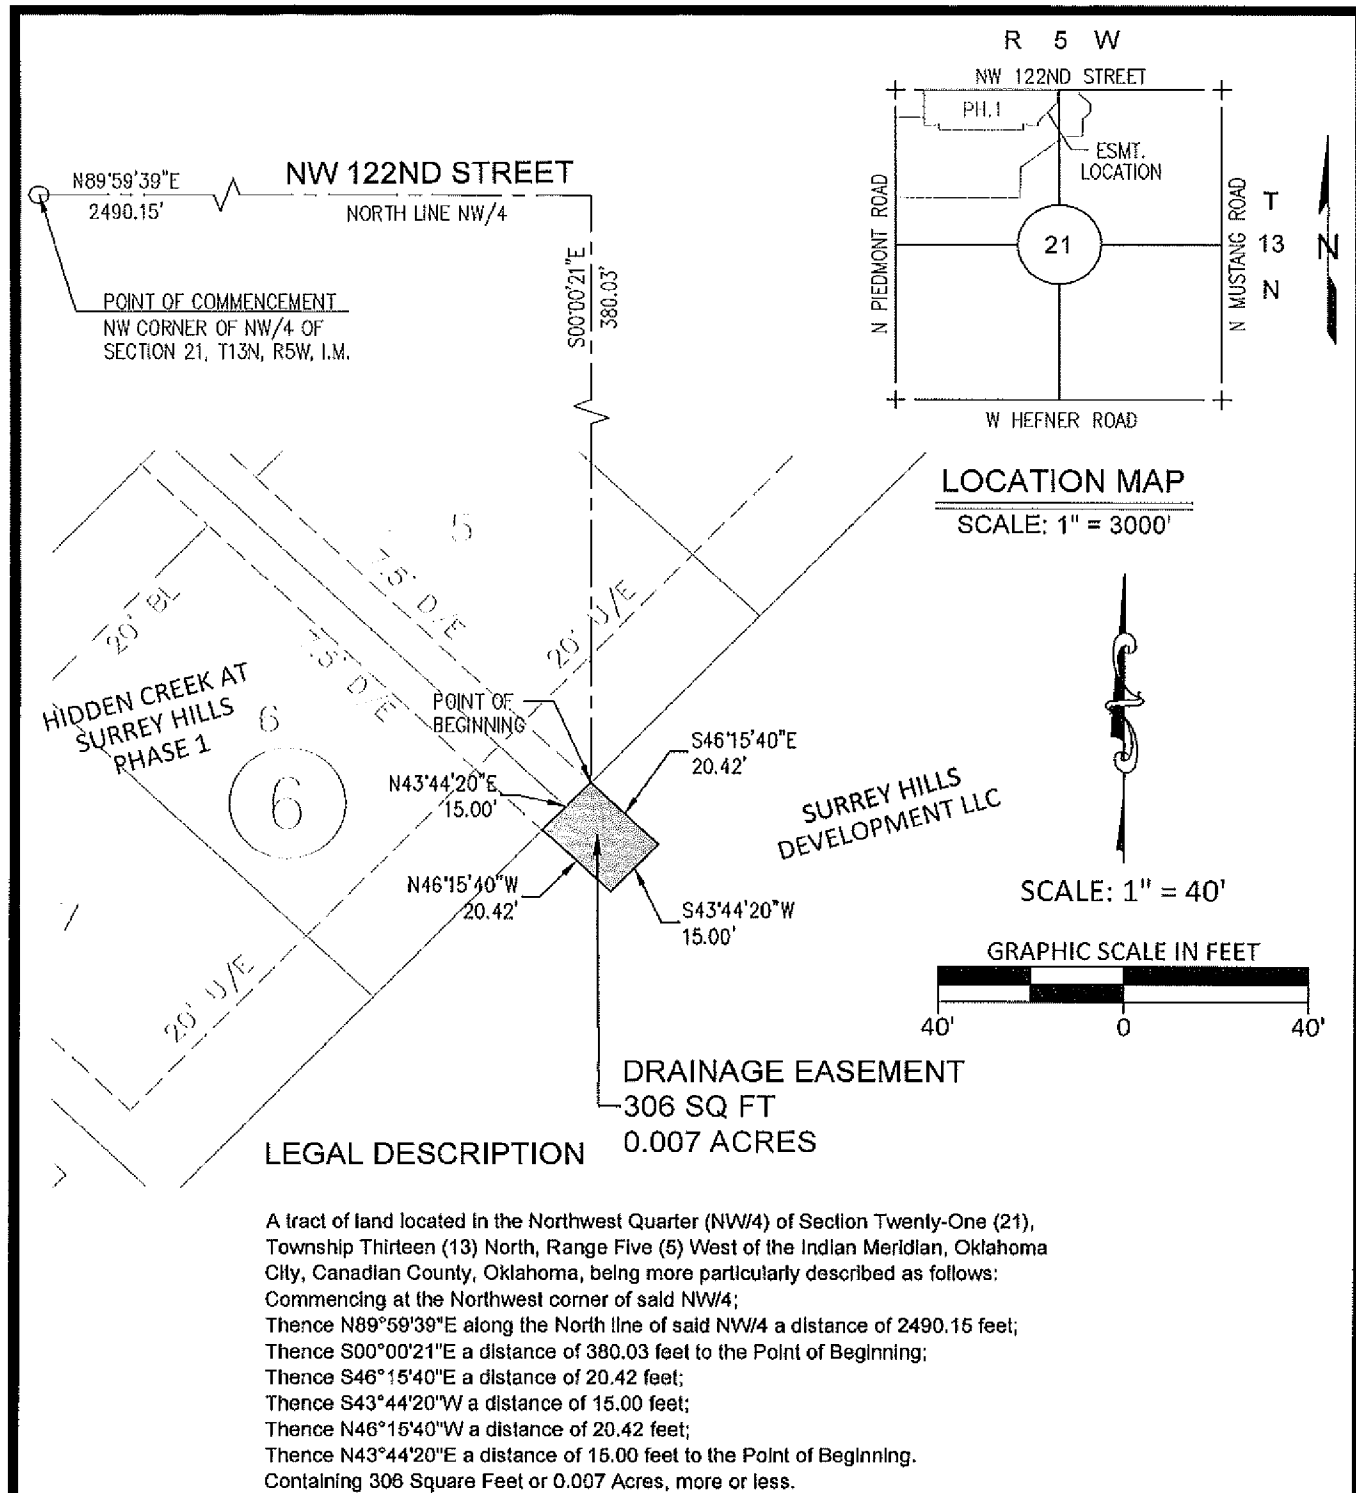 R 5 W
NW 122ND STREET
PH.1
ESMT.
LOCATION
N PIEDMONT ROAD
21
N MUSTANG ROAD
T
13
N
N
W HEFNER ROAD
LOCATION MAP
SCALE: 1" = 3000'
N89°59'39"E
2490.15'
NW 122ND STREET
NORTH LINE NW/4
S00°00'21"E
380.03'
POINT OF COMMENCEMENT
NW CORNER OF NW/4 OF
SECTION 21, T13N, R5W, I.M.
5
7.5' D/E
20' U/E
20' BL
7.5' D/E
HIDDEN CREEK AT
SURREY HILLS
PHASE 1
6
6
POINT OF
BEGINNING
S46°15'40"E
20.42'
N43°44'20"E
15.00'
SURREY HILLS
DEVELOPMENT LLC
N46°15'40"W
20.42'
S43°44'20"W
15.00'
7
20' U/E
SCALE: 1" = 40'
GRAPHIC SCALE IN FEET
40' 0 40'
DRAINAGE EASEMENT
306 SQ FT
0.007 ACRES
LEGAL DESCRIPTION
A tract of land located in the Northwest Quarter (NW/4) of Section Twenty-One (21),
Township Thirteen (13) North, Range Five (5) West of the Indian Meridian, Oklahoma
City, Canadian County, Oklahoma, being more particularly described as follows:
Commencing at the Northwest corner of said NW/4;
Thence N89°59'39"E along the North line of said NW/4 a distance of 2490.15 feet;
Thence S00°00'21"E a distance of 380.03 feet to the Point of Beginning;
Thence S46°15'40"E a distance of 20.42 feet;
Thence S43°44'20"W a distance of 15.00 feet;
Thence N46°15'40"W a distance of 20.42 feet;
Thence N43°44'20"E a distance of 15.00 feet to the Point of Beginning.
Containing 306 Square Feet or 0.007 Acres, more or less.